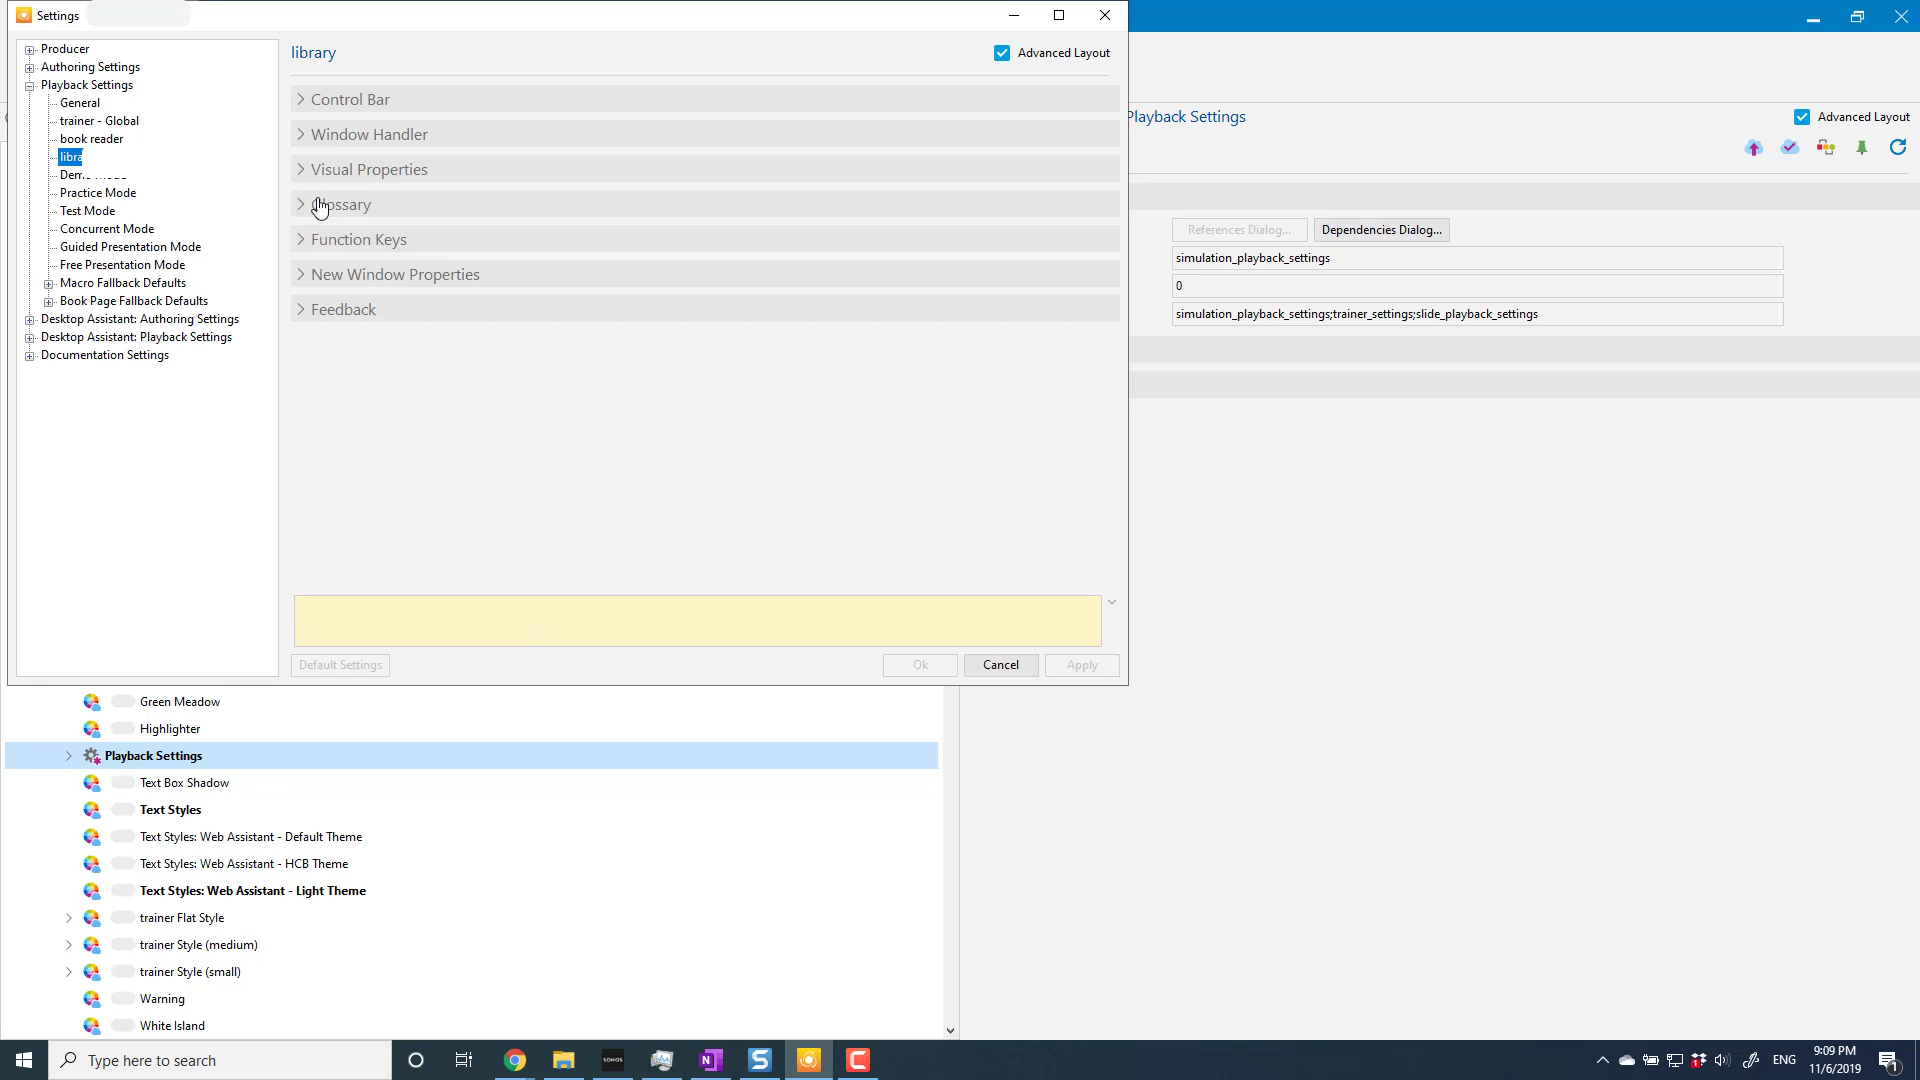 Settings
Producer
Authoring Settings
Playback Settings
General
trainer - Global
book reader
Practice Mode
Test Mode
Concurrent Mode
Guided Presentation Mode
Free Presentation Mode
Macro Fallback Defaults
Book Page Fallback Defaults
Desktop Assistant: Authoring Settings
Desktop Assistant: Playback Settings
Documentation Settings
library
Advanced Layout
Control Bar
Window Handler
Visual Properties
Glossary
Function Keys
New Window Properties
Feedback
Default Settings
Ok
Cancel
Apply
Playback Settings
Advanced Layout
References Dialog...
Dependencies Dialog...
simulation_playback_settings
0
simulation_playback_settings;trainer_settings;slide_playback_settings
Green Meadow
Highlighter
Playback Settings
Text Box Shadow
Text Styles
Text Styles: Web Assistant - Default Theme
Text Styles: Web Assistant - HCB Theme
Text Styles: Web Assistant - Light Theme
trainer Flat Style
trainer Style (medium)
trainer Style (small)
Warning
White Island
Type here to search
SONOS
ENG
9:09 PM
11/6/2019
1